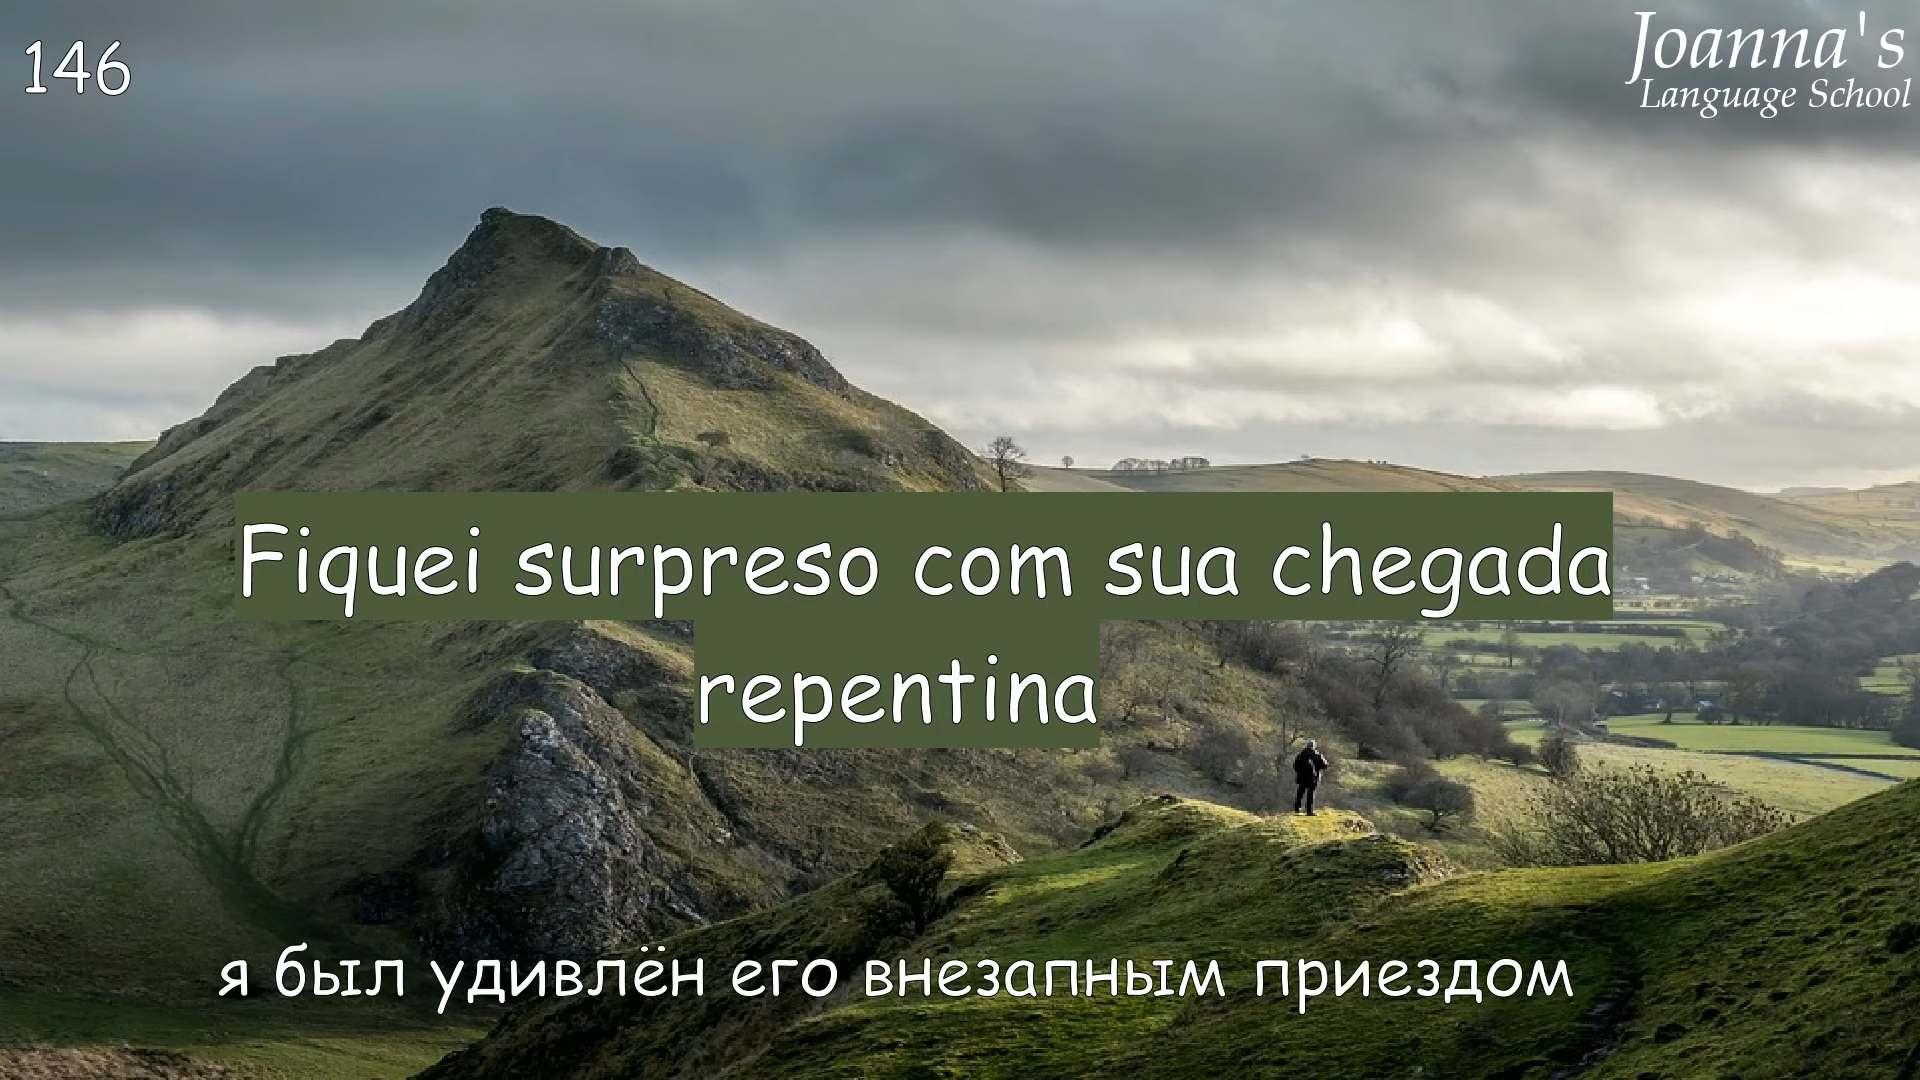 146
Joanna's
Language School
Fiquei surpreso com sua chegada
repentina
я был удивлён его внезапным приездом